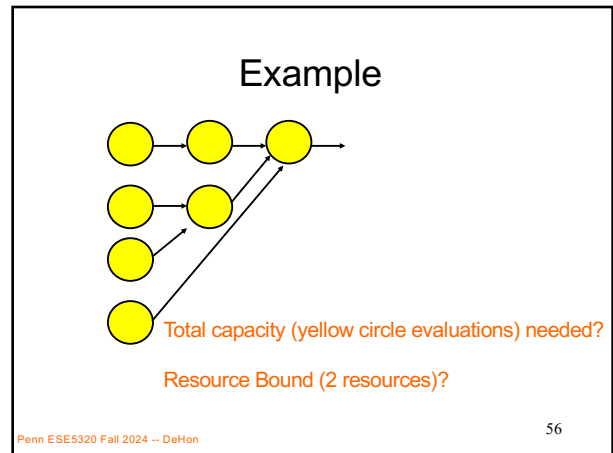 Example
Total capacity (yellow circle evaluations) needed?
Resource Bound (2 resources)?
Penn ESE5320 Fall 2024 -- DeHon
56